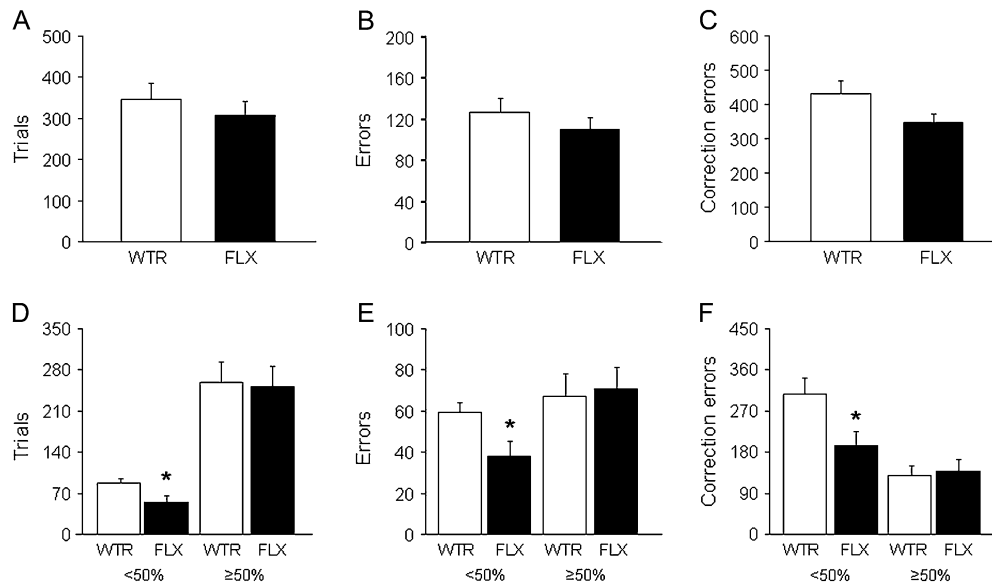 A
Trials
500
400
300
200
100
0
WTR FLX
B
Errors
200
160
120
80
40
0
WTR FLX
C
Correction errors
600
500
400
300
200
100
0
WTR FLX
D
Trials
350
280
210
140
70
0
*
WTR FLX WTR FLX
<50% ≥50%
E
Errors
100
80
60
40
20
0
*
WTR FLX WTR FLX
<50% ≥50%
F
Correction errors
450
360
270
180
90
0
*
WTR FLX WTR FLX
<50% ≥50%